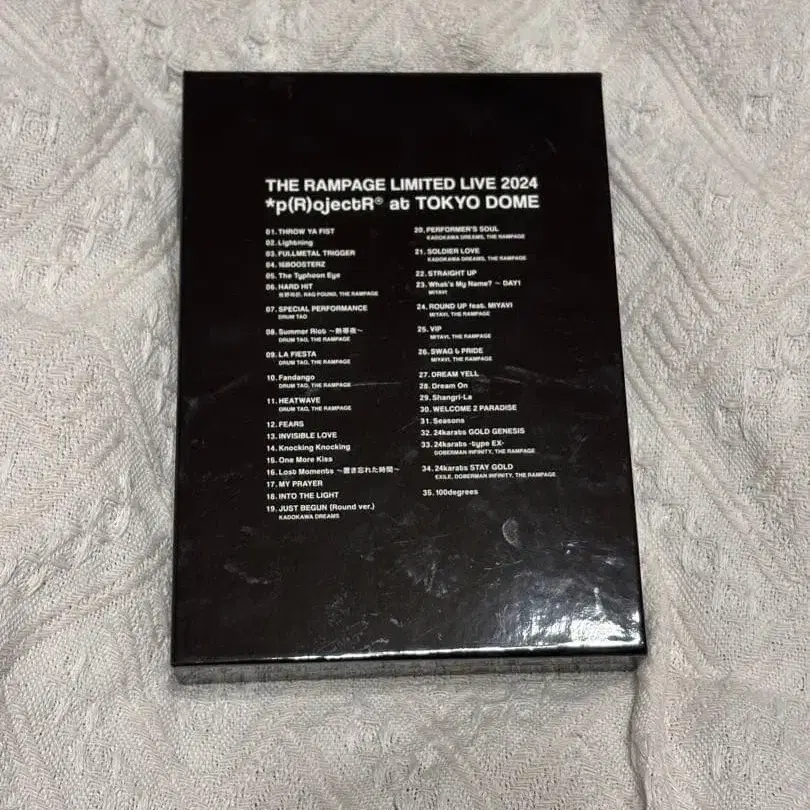 THE RAMPAGE LIMITED LIVE 2024
*p(R)ojectR® at TOKYO DOME
01. THROW YA FIST
02. Lightning
03. FULLMETAL TRIGGER
04. 16BOOSTERZ
05. The Typhoon Eye
06. HARD HIT
RAG POUND, THE RAMPAGE
07. SPECIAL PERFORMANCE
DRUM TAO
08. Summer Riot ～熱帯夜～
DRUM TAO, THE RAMPAGE
09. LA FIESTA
DRUM TAO, THE RAMPAGE
10. Fandango
DRUM TAO, THE RAMPAGE
11. HEATWAVE
DRUM TAO, THE RAMPAGE
12. FEARS
13. INVISIBLE LOVE
14. Knocking Knocking
15. One More Kiss
16. Lost Moments ～置き忘れた時間～
17. MY PRAYER
18. INTO THE LIGHT
19. JUST BEGUN (Round ver.)
KADOKAWA DREAMS
20. PERFORMER'S SOUL
KADOKAWA DREAMS, THE RAMPAGE
21. SOLDIER LOVE
KADOKAWA DREAMS, THE RAMPAGE
22. STRAIGHT UP
23. What's My Name? ～ DAY1
MIYAVI
24. ROUND UP feat. MIYAVI
MIYAVI, THE RAMPAGE
25. VIP
MIYAVI, THE RAMPAGE
26. SWAG & PRIDE
MIYAVI, THE RAMPAGE
27. DREAM YELL
28. Dream On
29. Shangri-La
30. WELCOME 2 PARADISE
31. Seasons
32. 24karats GOLD GENESIS
33. 24karats -type EX-
DOBERMAN INFINITY, THE RAMPAGE
34. 24karats STAY GOLD
EXILE, DOBERMAN INFINITY, THE RAMPAGE
35. 100degrees